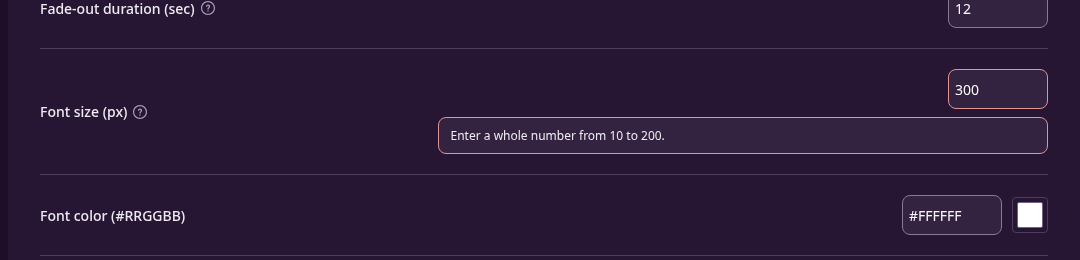 Fade-out duration (sec) ?
12
300
Font size (px) ?
Enter a whole number from 10 to 200.
Font color (#RRGGBB)
#FFFFFF